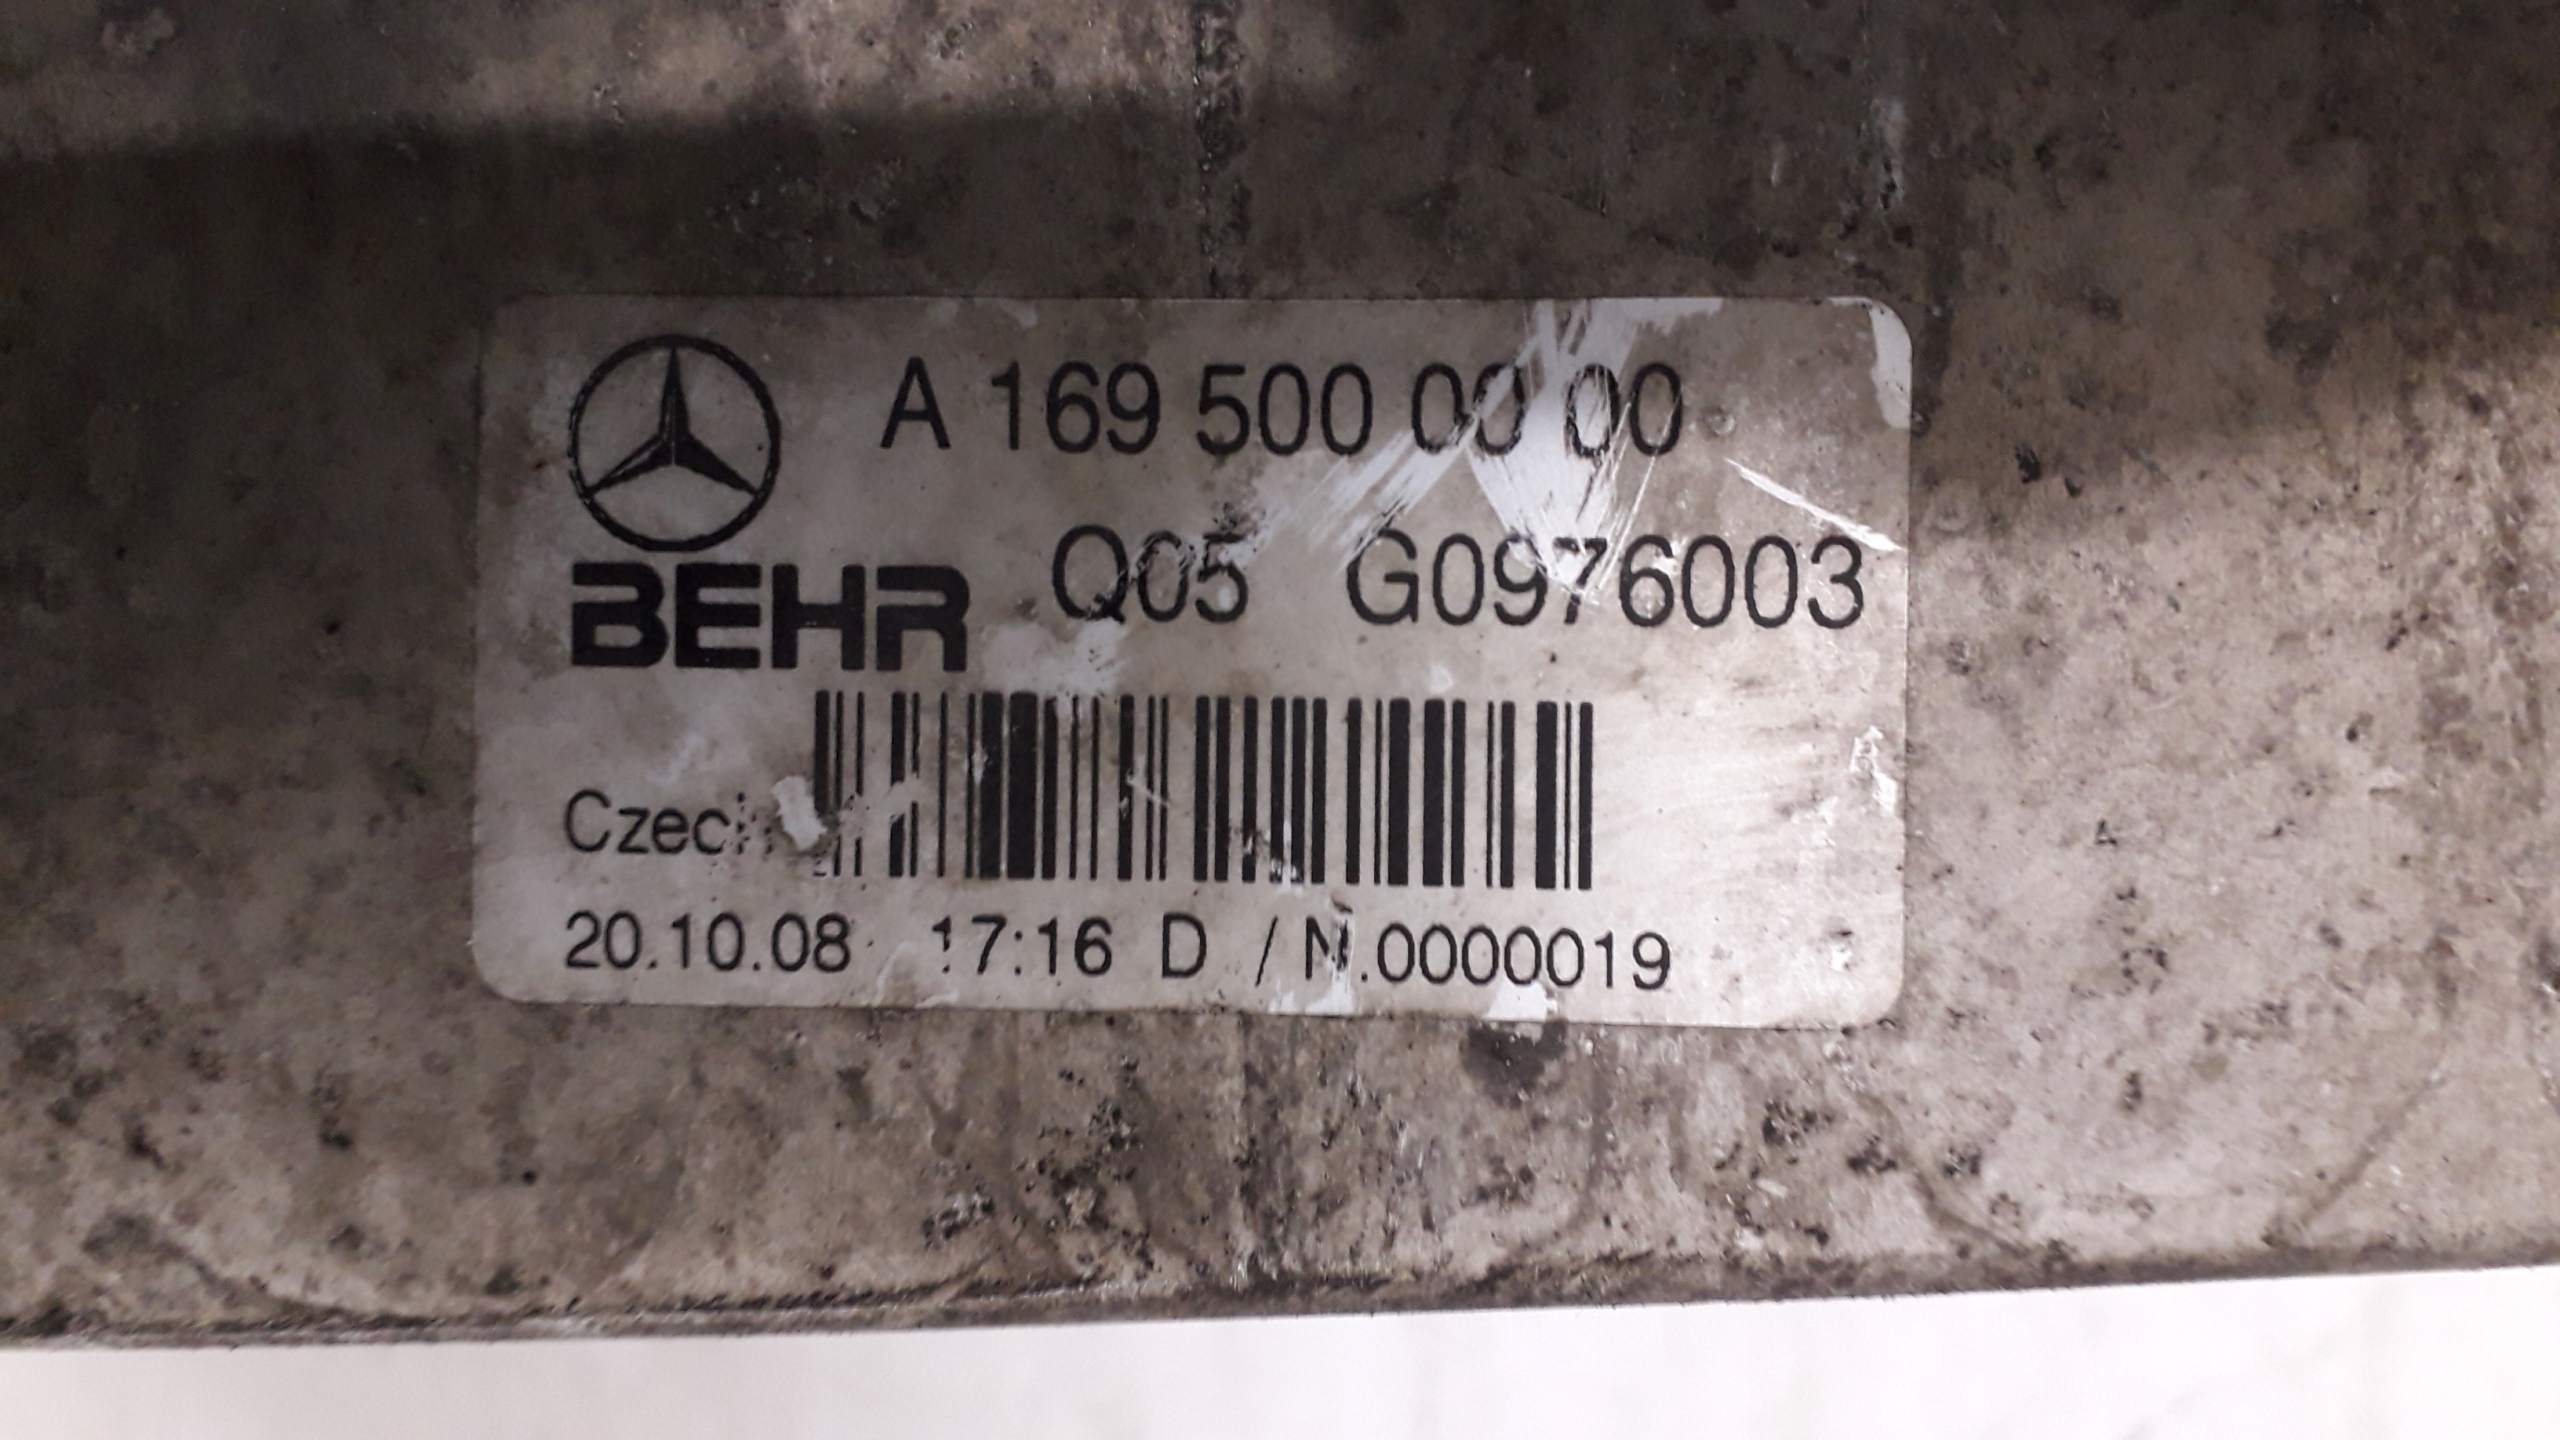 A 169 500 00 00
Q05 G0976003
BEHR
Czech
20.10.08 17:16 D / N.0000019